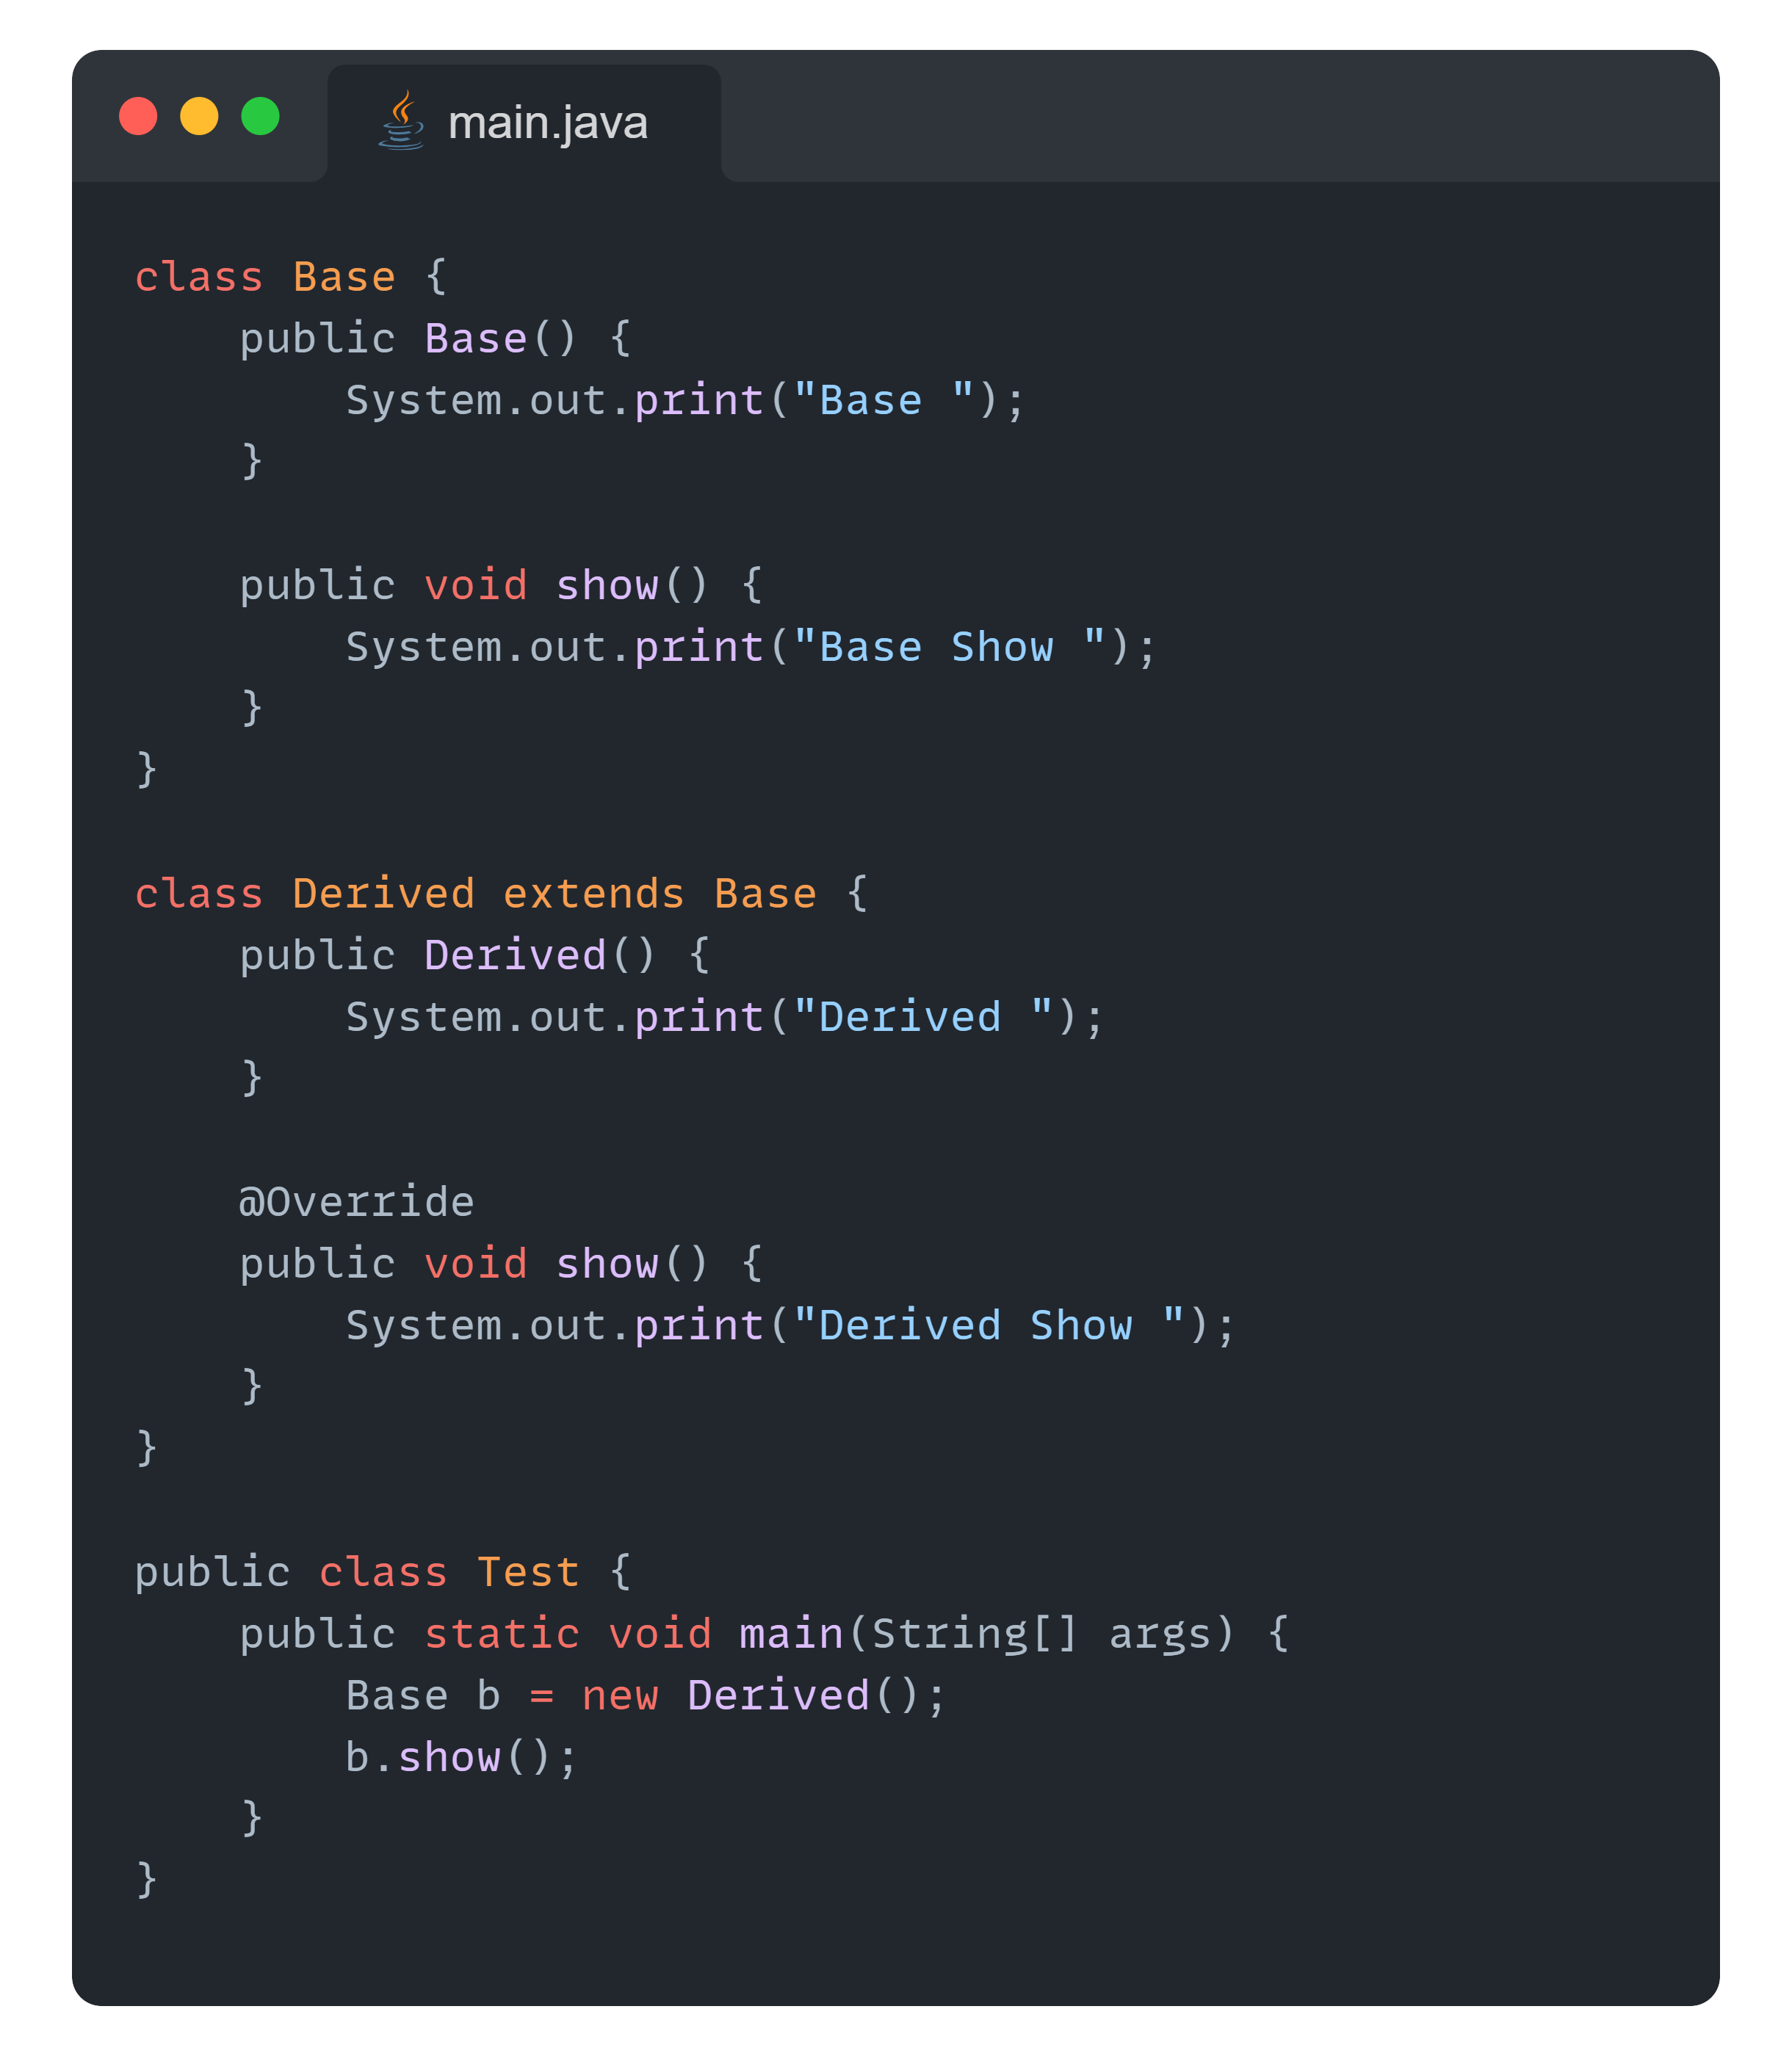 main.java
class Base {
    public Base() {
        System.out.print("Base ");
    }

    public void show() {
        System.out.print("Base Show ");
    }
}

class Derived extends Base {
    public Derived() {
        System.out.print("Derived ");
    }

    @Override
    public void show() {
        System.out.print("Derived Show ");
    }
}

public class Test {
    public static void main(String[] args) {
        Base b = new Derived();
        b.show();
    }
}